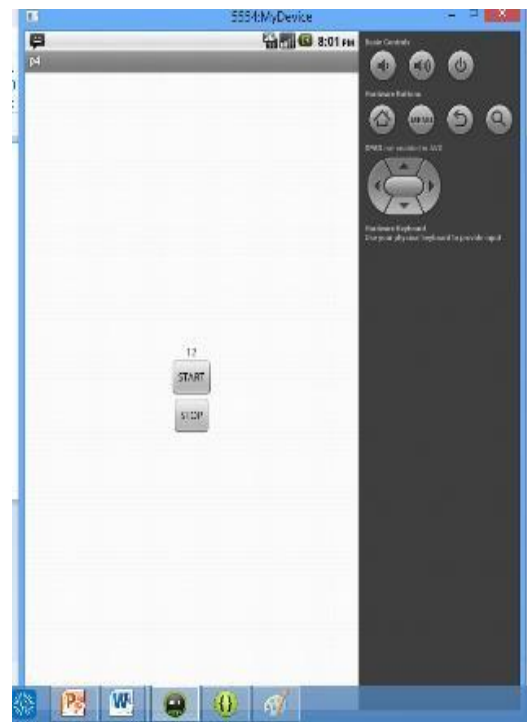 5554:MyDevice
8:01 PM
p4
Basic Controls
Hardware Buttons
MENU
DPAD not enabled in AVD
Hardware Keyboard
Use your physical keyboard to provide input
12
START
STOP